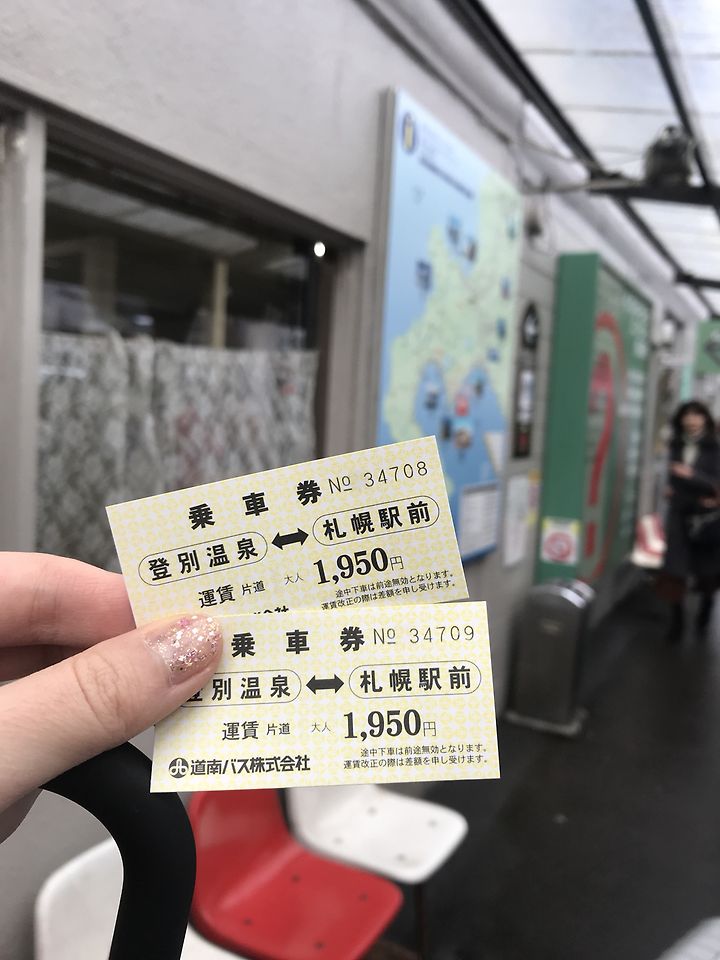 乗車券 № 34708
登別温泉 ↔ 札幌駅前
運賃 片道 大人 1,950円
途中下車は前途無効となります。
運賃改正の際は差額を申し受けます。
乗車券 № 34709
登別温泉 ↔ 札幌駅前
運賃 片道 大人 1,950円
途中下車は前途無効となります。
運賃改正の際は差額を申し受けます。
道南バス株式会社